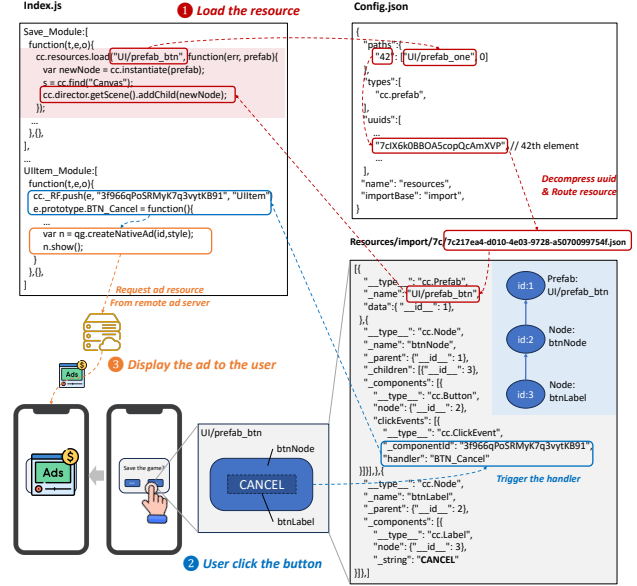 Index.js
1 Load the resource
Config.json
Save_Module:[
function(t,e,o){
cc.resources.load("UI/prefab_btn",function(err, prefab){
var newNode = cc.instantiate(prefab);
s = cc.find("Canvas");
cc.director.getScene().addChild(newNode);
});
...
},{},
],
...
UIItem_Module:[
function(t,e,o){
cc._RF.push(e, "3f966qPoSRMyK7q3vytKB91", "UIItem")
e.prototype.BTN_Cancel = function(){
...
var n = qg.createNativeAd(id,style);
n.show();
}
},{},
]
{
"paths":{
"42": ["UI/prefab_one", 0]
},
"types":[
"cc.prefab",
],
"uuids":[
...
"7cIX6k0BBOA5copQcAmXVP", // 42th element
...
],
"name": "resources",
"importBase": "import",
}
Decompress uuid
& Route resource
Resources/import/7c/7c217ea4-d010-4e03-9728-a5070099754f.json
[{
"__type__": "cc.Prefab",
"_name": "UI/prefab_btn",
"data":{ "__id__": 1},
},{
"__type__": "cc.Node",
"_name": "btnNode",
"_parent": {"__id__": 1},
"_children": [{"__id__": 3},
"_components": [{
"__type__": "cc.Button",
"node": {"__id__": 2},
"clickEvents": [{
"__type__": "cc.ClickEvent",
"_componentId": "3f966qPoSRMyK7q3vytKB91",
"handler": "BTN_Cancel"
}]}],},{
"__type__": "cc.Node",
"_name": "btnLabel",
"_parent": {"__id__": 2},
"_components": [{
"__type__": "cc.Label",
"node": {"__id__": 3},
"_string": "CANCEL"
}]},]
id:1
Prefab:
UI/prefab_btn
id:2
Node:
btnNode
id:3
Node:
btnLabel
Trigger the handler
Request ad resource
From remote ad server
3 Display the ad to the user
Ads
$
Ads
$
Save the game?
UI/prefab_btn
btnNode
CANCEL
btnLabel
2 User click the button